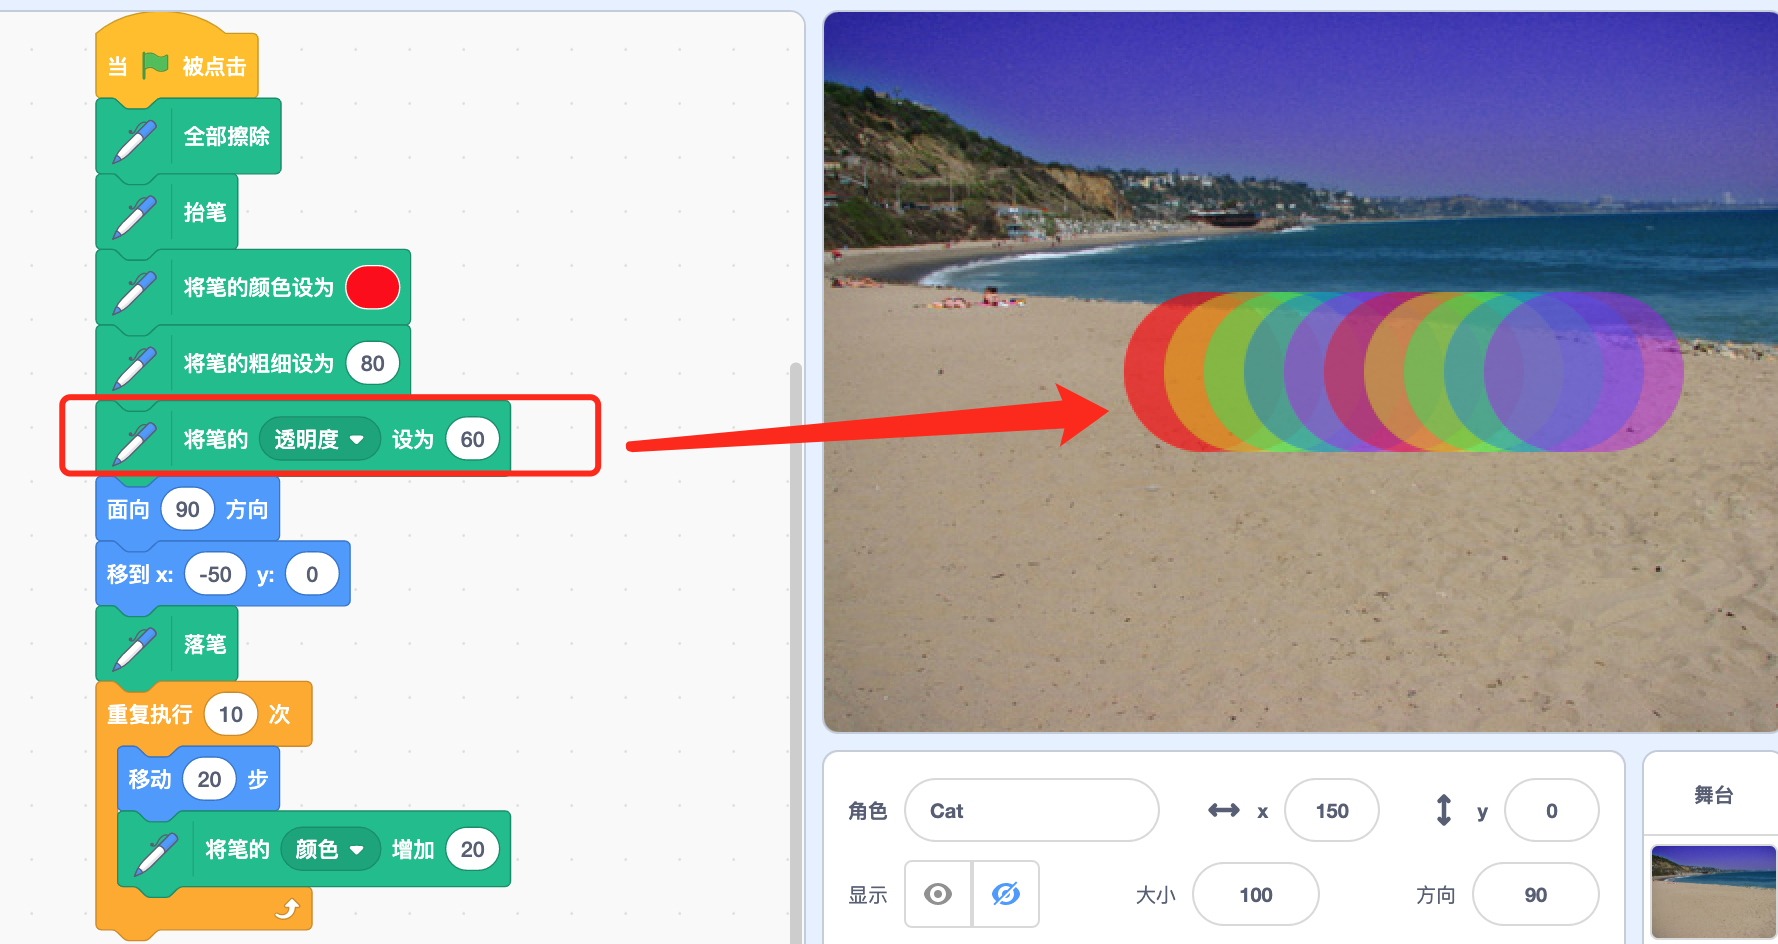 当 被点击
全部擦除
抬笔
将笔的颜色设为
将笔的粗细设为 80
将笔的 透明度 设为 60
面向 90 方向
移到 x: -50 y: 0
落笔
重复执行 10 次
移动 20 步
将笔的 颜色 增加 20
角色 Cat x 150 y 0
显示 大小 100 方向 90
舞台